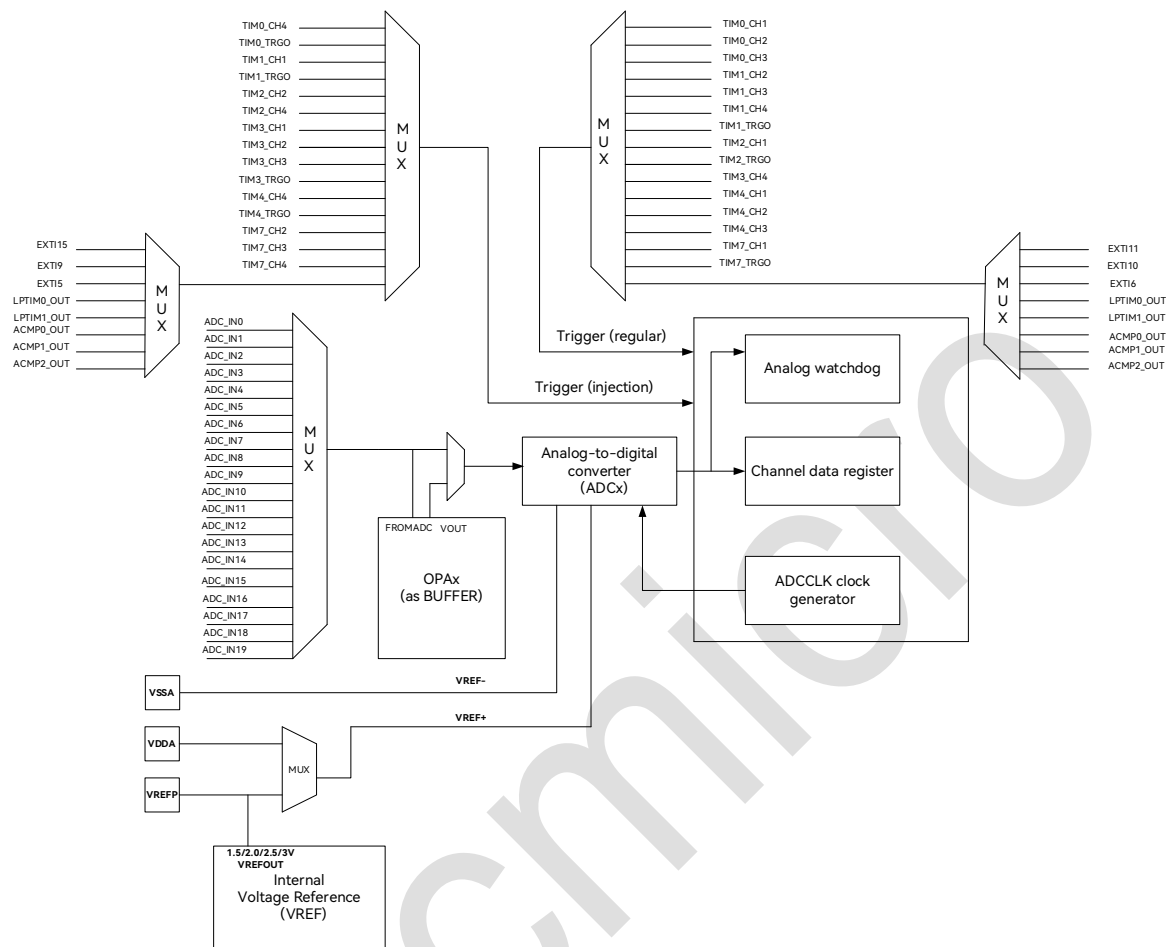 TIM0_CH4
TIM0_TRGO
TIM1_CH1
TIM1_TRGO
TIM2_CH2
TIM2_CH4
TIM3_CH1
TIM3_CH2
TIM3_CH3
TIM3_TRGO
TIM4_CH4
TIM4_TRGO
TIM7_CH2
TIM7_CH3
TIM7_CH4
M
U
X
TIM0_CH1
TIM0_CH2
TIM0_CH3
TIM1_CH2
TIM1_CH3
TIM1_CH4
TIM1_TRGO
TIM2_CH1
TIM2_TRGO
TIM3_CH4
TIM4_CH1
TIM4_CH2
TIM4_CH3
TIM7_CH1
TIM7_TRGO
M
U
X
EXTI15
EXTI9
EXTI5
LPTIM0_OUT
LPTIM1_OUT
ACMP0_OUT
ACMP1_OUT
ACMP2_OUT
M
U
X
EXTI11
EXTI10
EXTI6
LPTIM0_OUT
LPTIM1_OUT
ACMP0_OUT
ACMP1_OUT
ACMP2_OUT
M
U
X
ADC_IN0
ADC_IN1
ADC_IN2
ADC_IN3
ADC_IN4
ADC_IN5
ADC_IN6
ADC_IN7
ADC_IN8
ADC_IN9
ADC_IN10
ADC_IN11
ADC_IN12
ADC_IN13
ADC_IN14
ADC_IN15
ADC_IN16
ADC_IN17
ADC_IN18
ADC_IN19
M
U
X
Trigger (regular)
Trigger (injection)
Analog watchdog
Analog-to-digital
converter
(ADCx)
Channel data register
FROMADC VOUT
OPAx
(as BUFFER)
ADCCLK clock
generator
VSSA
VREF-
VREF+
VDDA
MUX
VREFP
1.5/2.0/2.5/3V
VREFOUT
Internal
Voltage Reference
(VREF)
cmicro